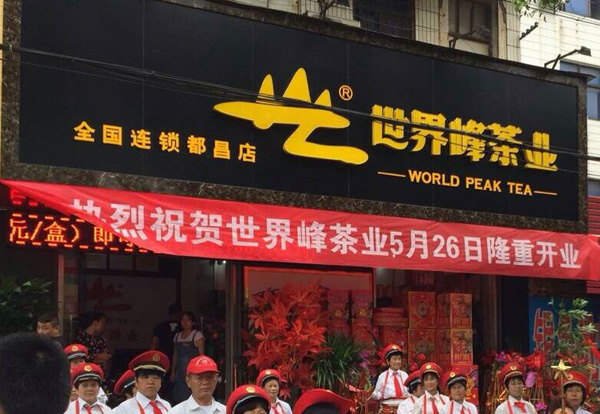 ®
世界峰茶业
全国连锁都昌店
WORLD PEAK TEA
热烈祝贺世界峰茶业5月26日隆重开业
元/盒）即